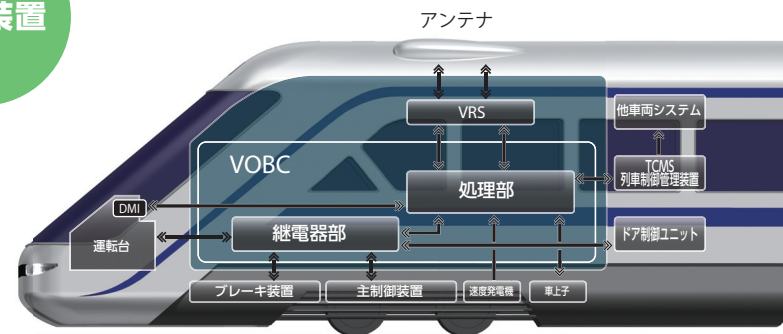 装置
アンテナ
VRS
他車両システム
VOBC
処理部
TCMS
列車制御管理装置
DMI
運転台
継電器部
ドア制御ユニット
ブレーキ装置
主制御装置
速度発電機
車上子